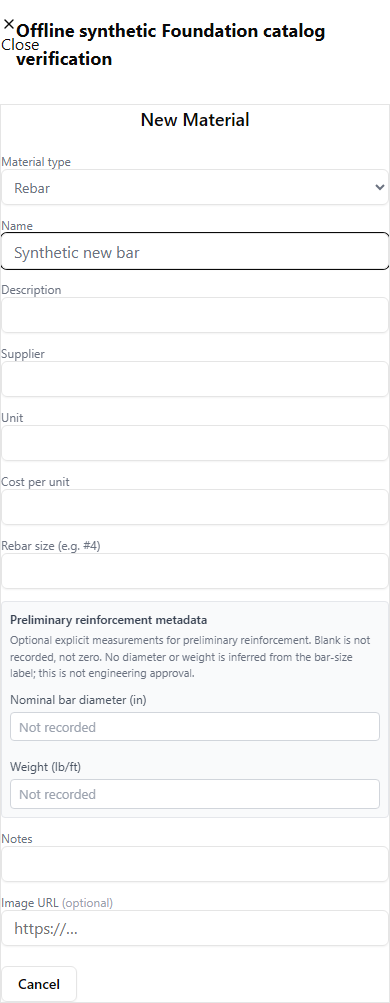 × Offline synthetic Foundation catalog
Close
verification
New Material
Material type
Rebar
Name
Synthetic new bar
Description
Supplier
Unit
Cost per unit
Rebar size (e.g. #4)
Preliminary reinforcement metadata
Optional explicit measurements for preliminary reinforcement. Blank is not
recorded, not zero. No diameter or weight is inferred from the bar-size
label; this is not engineering approval.
Nominal bar diameter (in)
Not recorded
Weight (lb/ft)
Not recorded
Notes
Image URL (optional)
https://...
Cancel